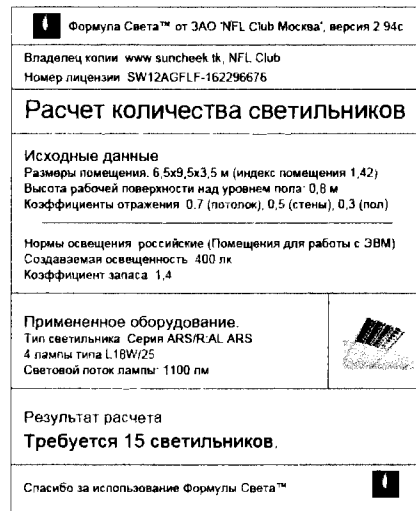 Формула Света™ от ЗАО "NFL Club Москва", версия 2 94с
Владелец копии www suncheek tk, NFL Club
Номер лицензии SW12AGFLF-162296676
Расчет количества светильников
Исходные данные
Размеры помещения. 6,5x9,5x3,5 м (индекс помещения 1,42)
Высота рабочей поверхности над уровнем пола· 0,8 м
Коэффициенты отражения 0.7 (потолок), 0,5 (стены), 0,3 (пол)
Нормы освещения российские (Помещения для работы с ЭВМ)
Создаваемая освещенность 400 лк
Коэффициент запаса 1,4
Примененное оборудование.
Тип светильника Серия ARS/R:AL ARS
4 лампы типа L18W/25
Световой поток лампы· 1100 лм
Результат расчета
Требуется 15 светильников.
Спасибо за использование Формулы Света™